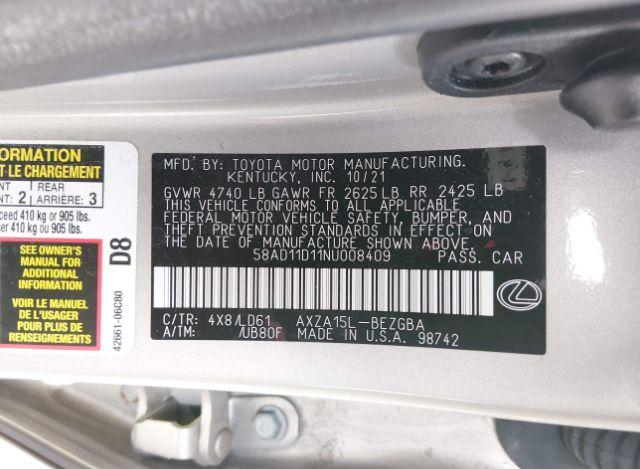 ORMATION
T LE CHARGEMENT
NT REAR
NT: 2 ARRIÈRE: 3
ceed 410 kg or 905 lbs.
er 410 kg ou 905 lbs.
SEE OWNER'S
MANUAL FOR
ADDITIONAL
INFORMATION
VOIR LE MANUEL
DE L'USAGER
POUR PLUS DE
RENSEIGNEMENTS
D8
42661-06C80
MFD. BY: TOYOTA MOTOR MANUFACTURING.
KENTUCKY, INC. 10/21
GVWR 4740 LB GAWR FR 2625 LB RR 2425 LB
THIS VEHICLE CONFORMS TO ALL APPLICABLE
FEDERAL MOTOR VEHICLE SAFETY, BUMPER, AND
THEFT PREVENTION STANDARDS IN EFFECT ON
THE DATE OF MANUFACTURE SHOWN ABOVE.
58AD11D11NU008409 PASS. CAR
C/TR: 4X8/LD61 AXZA15L-BEZGBA
A/TM: /UB80F MADE IN U.S.A. 98742